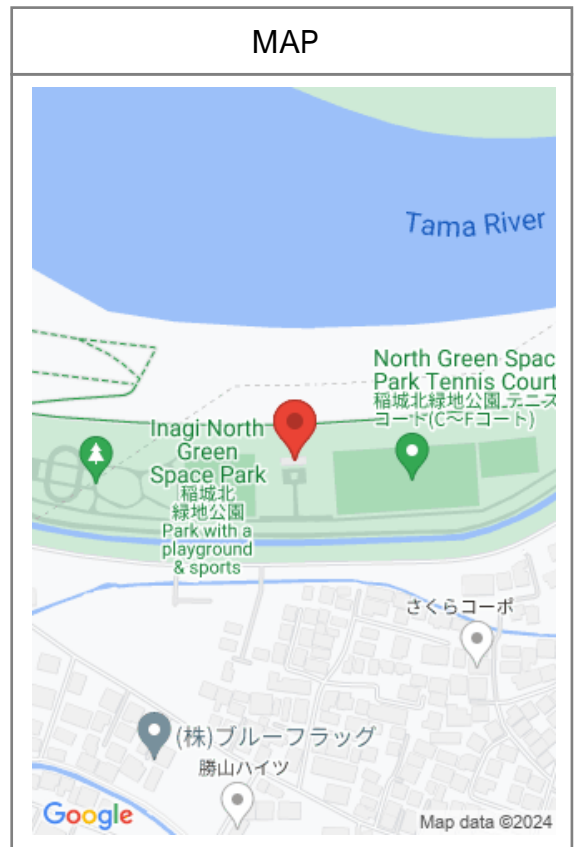 MAP
Tama River
North Green Spac
Park Tennis Court
稲城北緑地公園 テニス
コート(C〜Fコート)
Inagi North
Green
Space Park
稲城北
緑地公園
Park with a
playground
& sports
さくらコーポ
(株)ブルーフラッグ
勝山ハイツ
Google
Map data ©2024